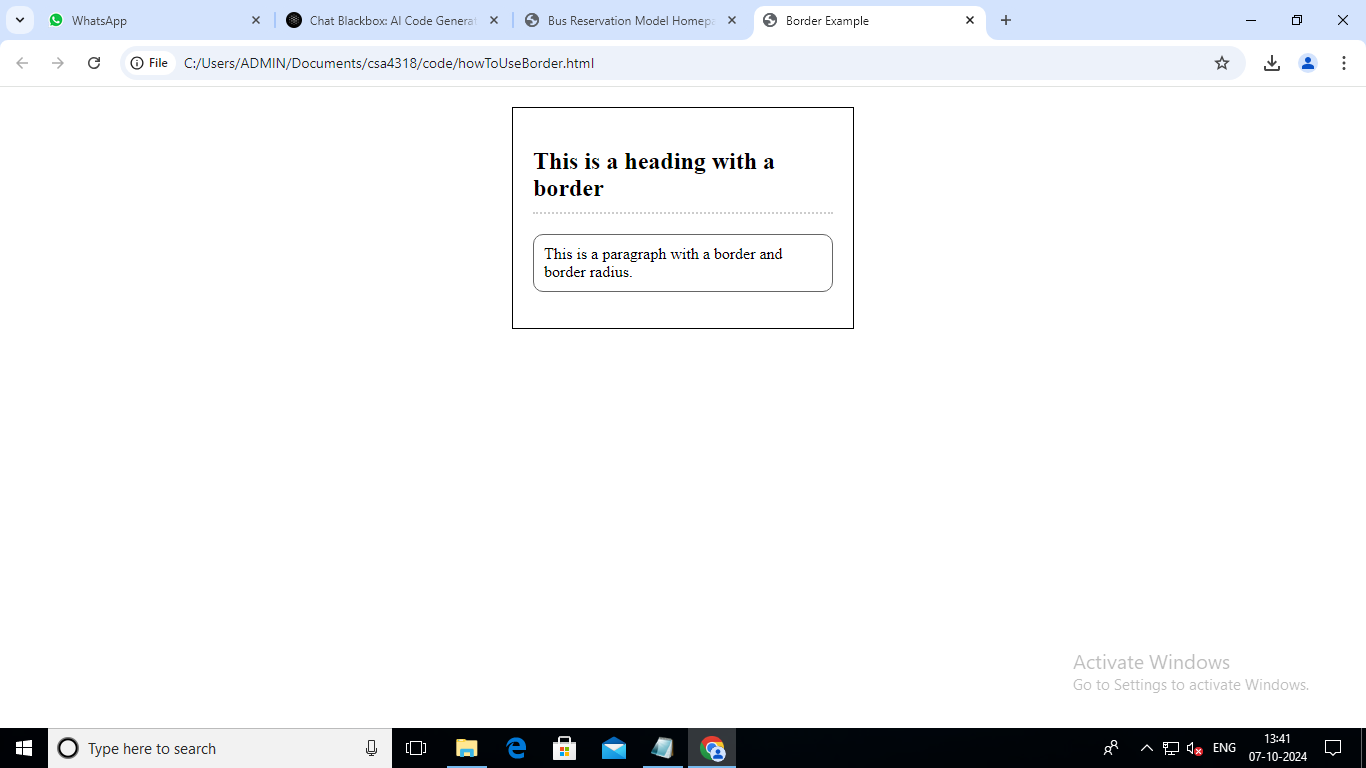 WhatsApp
Chat Blackbox: AI Code Generat
Bus Reservation Model Homepa
Border Example
File
C:/Users/ADMIN/Documents/csa4318/code/howToUseBorder.html
This is a heading with a
border
This is a paragraph with a border and
border radius.
Activate Windows
Go to Settings to activate Windows.
Type here to search
ENG
13:41
07-10-2024